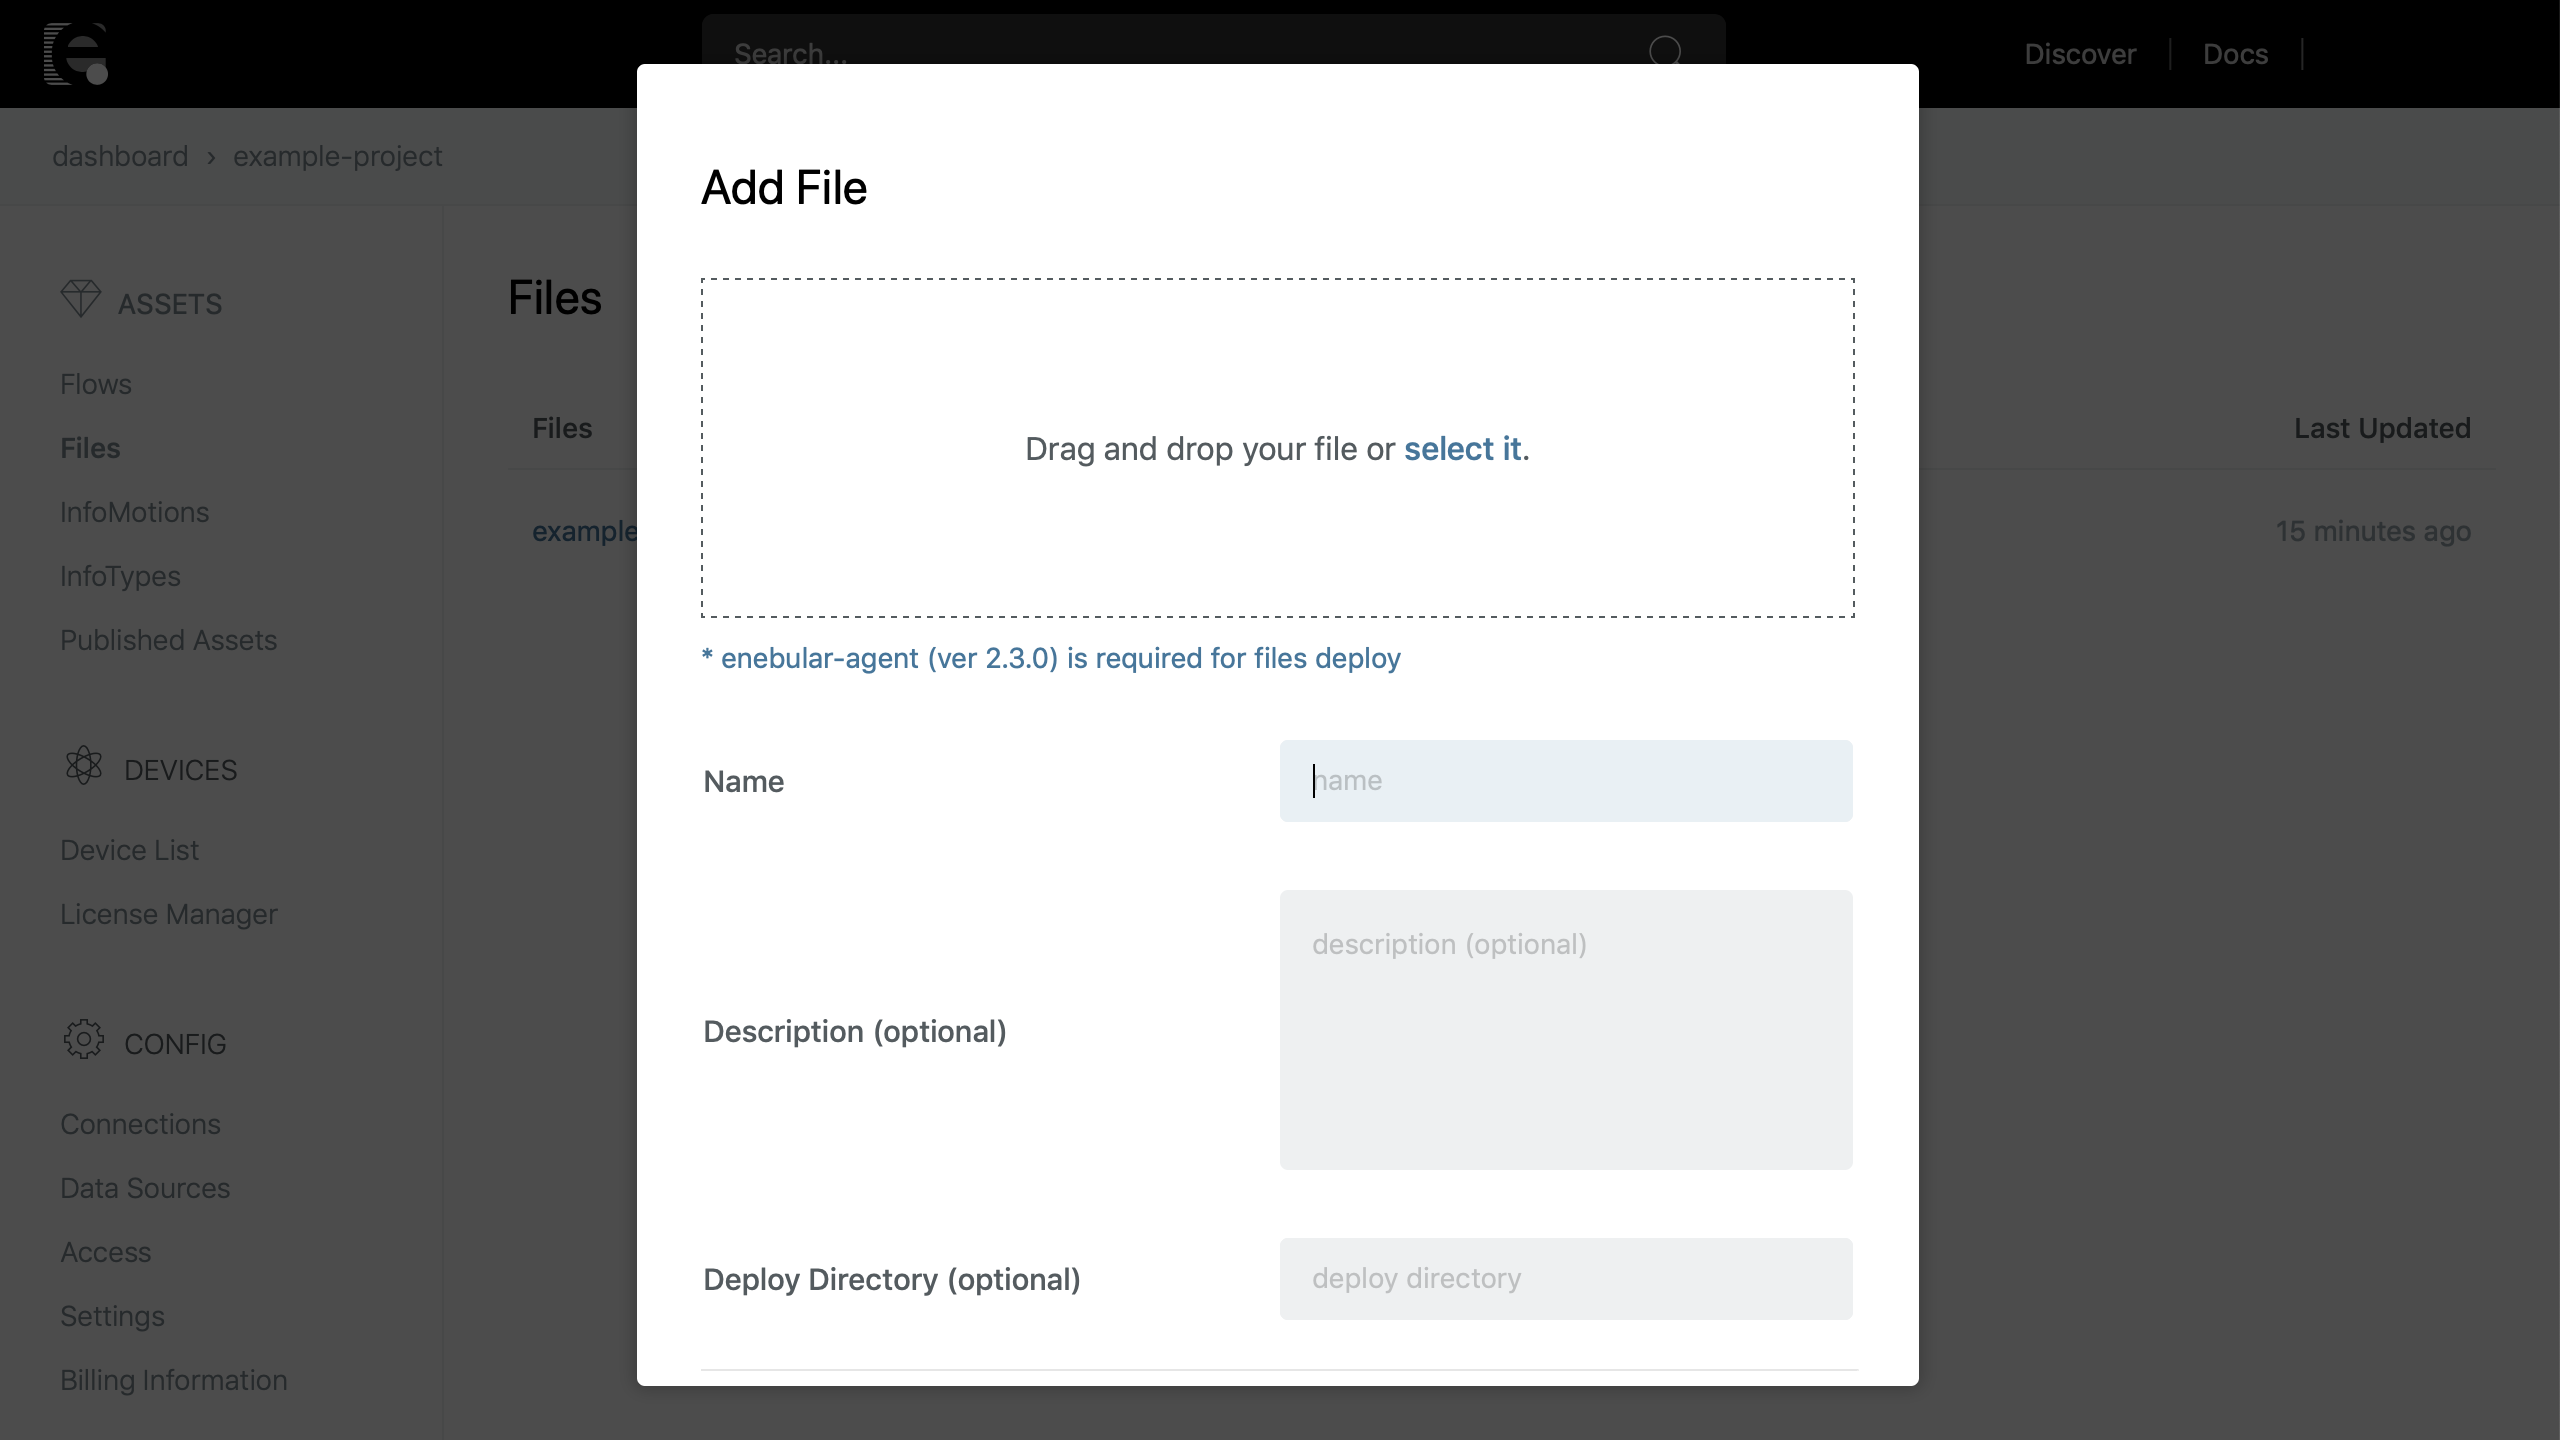 Search...
Discover
Docs
dashboard › example-project
Add File
ASSETS
Flows
Files
InfoMotions
InfoTypes
Published Assets
DEVICES
Device List
License Manager
CONFIG
Connections
Data Sources
Access
Settings
Billing Information
Files
Files
Last Updated
example
15 minutes ago
Drag and drop your file or select it.
* enebular-agent (ver 2.3.0) is required for files deploy
Name
name
Description (optional)
description (optional)
Deploy Directory (optional)
deploy directory